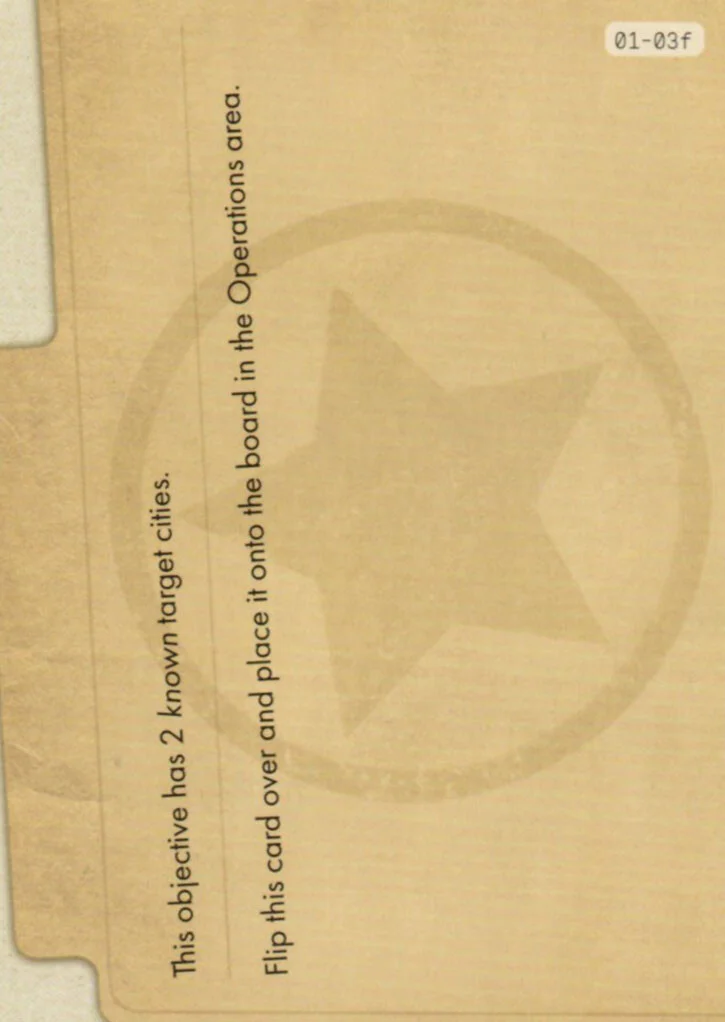 01-03f
This objective has 2 known target cities.
Flip this card over and place it onto the board in the Operations area.